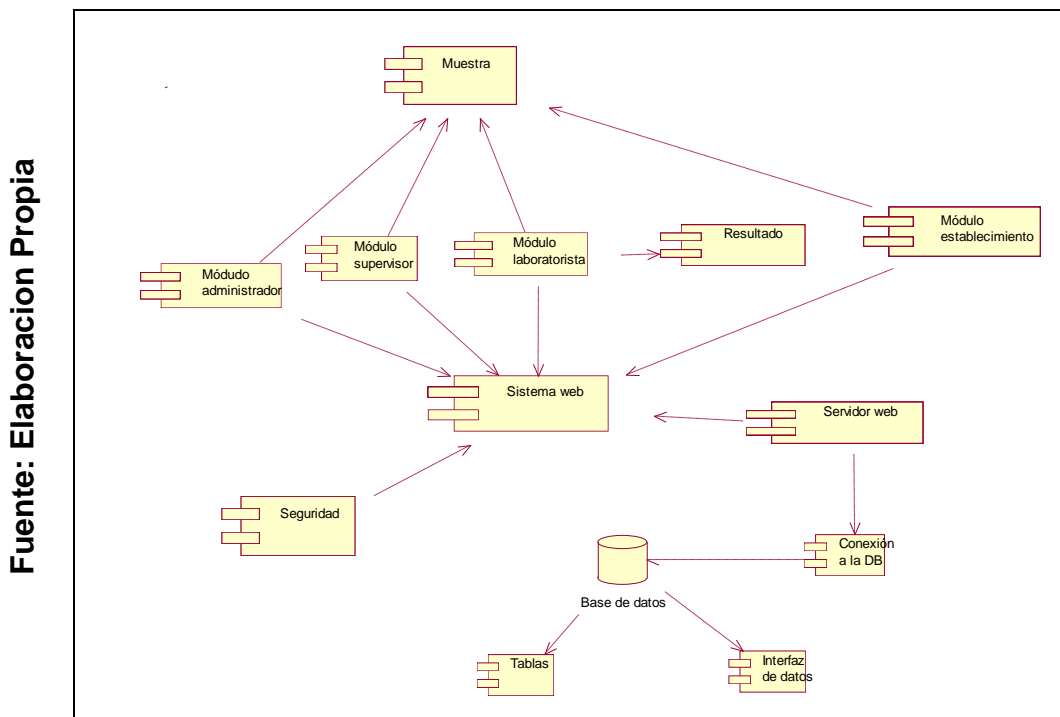 Fuente: Elaboracion Propia
Muestra
Módudo
administrador
Módulo
supervisor
Módulo
laboratorista
Resultado
Módulo
establecimiento
Sistema web
Servidor web
Seguridad
Conexión
a la DB
Base de datos
Tablas
Interfaz
de datos